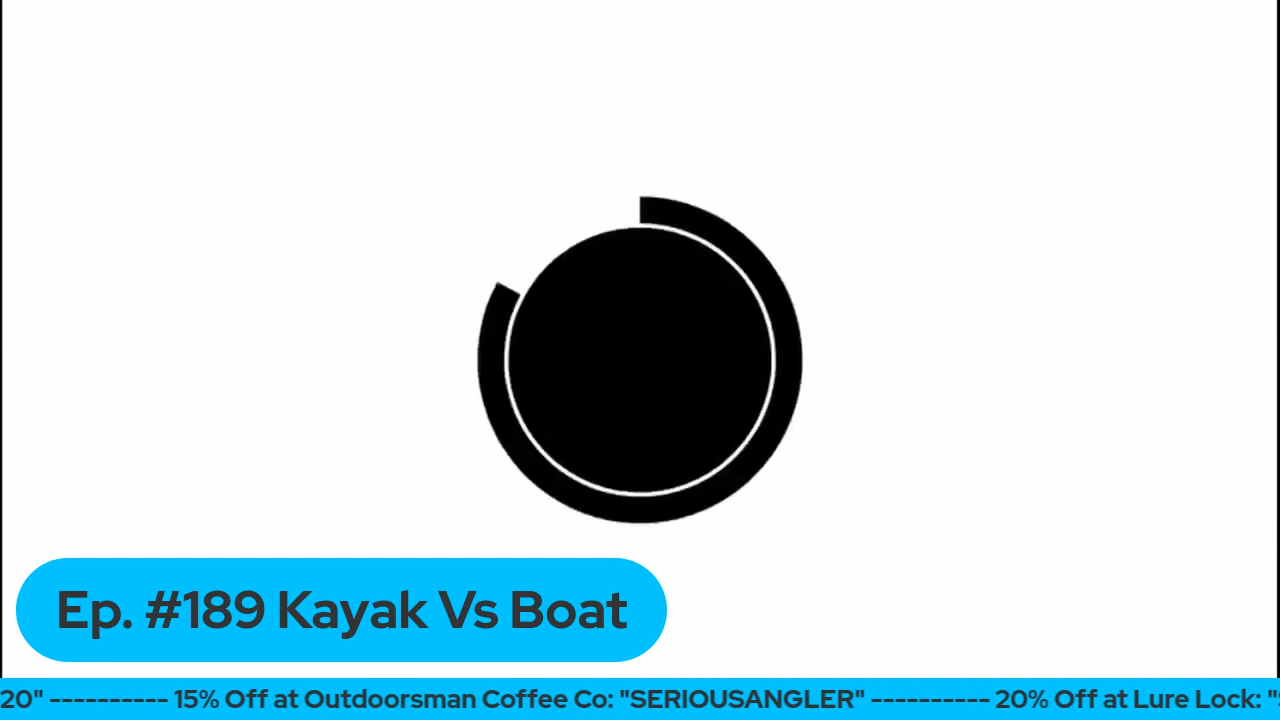 Ep. #189 Kayak Vs Boat
20" ---------- 15% Off at Outdoorsman Coffee Co: "SERIOUSANGLER" ---------- 20% Off at Lure Lock: "